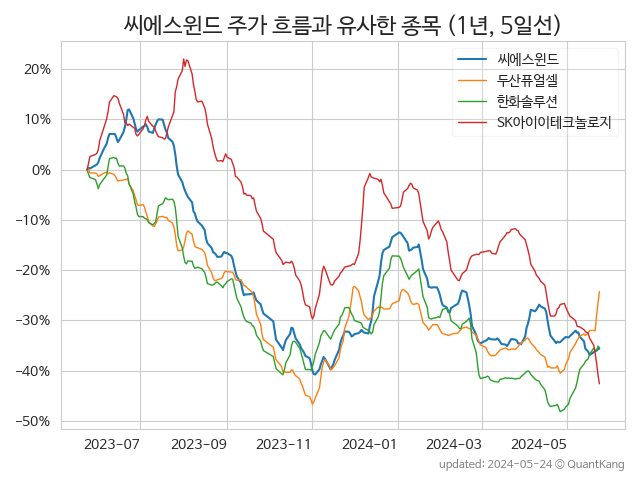 씨에스윈드 주가 흐름과 유사한 종목 (1년, 5일선)
씨에스윈드
두산퓨얼셀
한화솔루션
SK아이이테크놀로지
20%
10%
0%
−10%
−20%
−30%
−40%
−50%
2023-07 2023-09 2023-11 2024-01 2024-03 2024-05
updated: 2024-05-24 © QuantKang